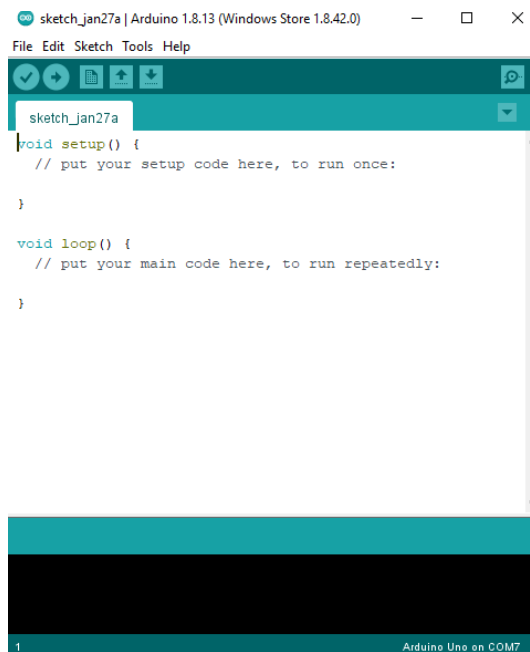 sketch_jan27a | Arduino 1.8.13 (Windows Store 1.8.42.0)
File Edit Sketch Tools Help
sketch_jan27a
void setup() {
  // put your setup code here, to run once:
}
void loop() {
  // put your main code here, to run repeatedly:
}
1 Arduino Uno on COM7